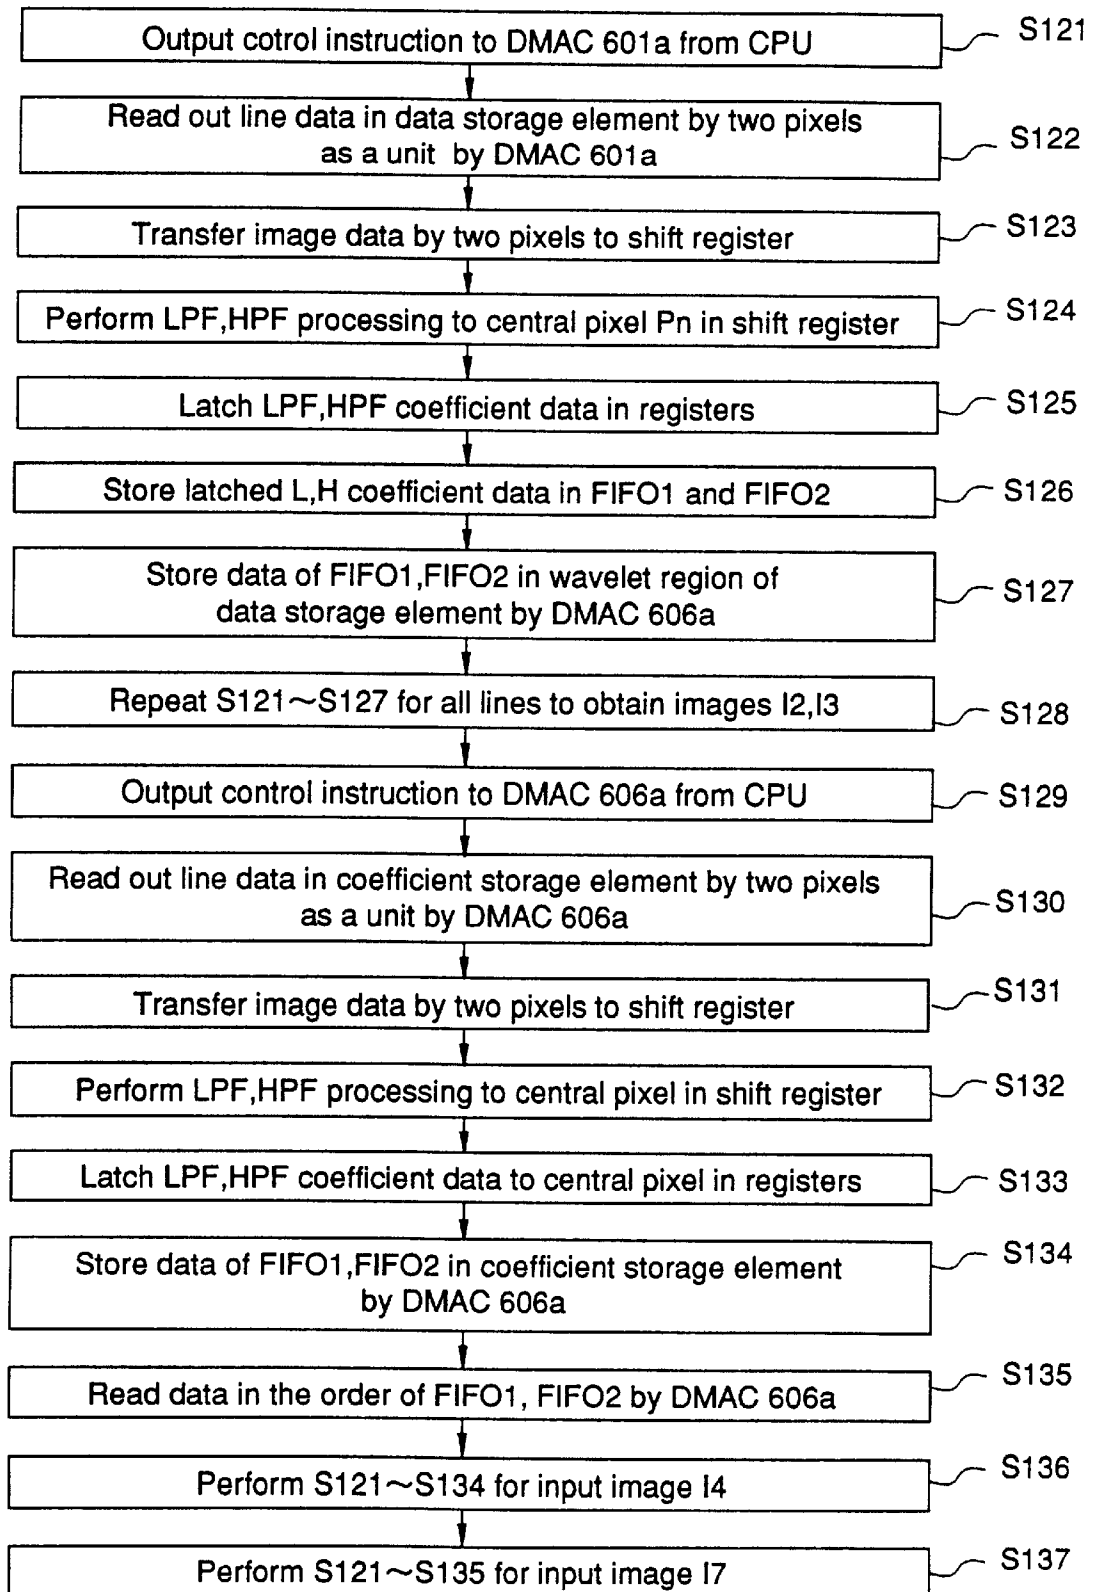 Output cotrol instruction to DMAC 601a from CPU
S121
Read out line data in data storage element by two pixels
as a unit by DMAC 601a
S122
Transfer image data by two pixels to shift register
S123
Perform LPF,HPF processing to central pixel Pn in shift register
S124
Latch LPF,HPF coefficient data in registers
S125
Store latched L,H coefficient data in FIFO1 and FIFO2
S126
Store data of FIFO1,FIFO2 in wavelet region of
data storage element by DMAC 606a
S127
Repeat S121～S127 for all lines to obtain images I2,I3
S128
Output control instruction to DMAC 606a from CPU
S129
Read out line data in coefficient storage element by two pixels
as a unit by DMAC 606a
S130
Transfer image data by two pixels to shift register
S131
Perform LPF,HPF processing to central pixel in shift register
S132
Latch LPF,HPF coefficient data to central pixel in registers
S133
Store data of FIFO1,FIFO2 in coefficient storage element
by DMAC 606a
S134
Read data in the order of FIFO1, FIFO2 by DMAC 606a
S135
Perform S121～S134 for input image I4
S136
Perform S121～S135 for input image I7
S137